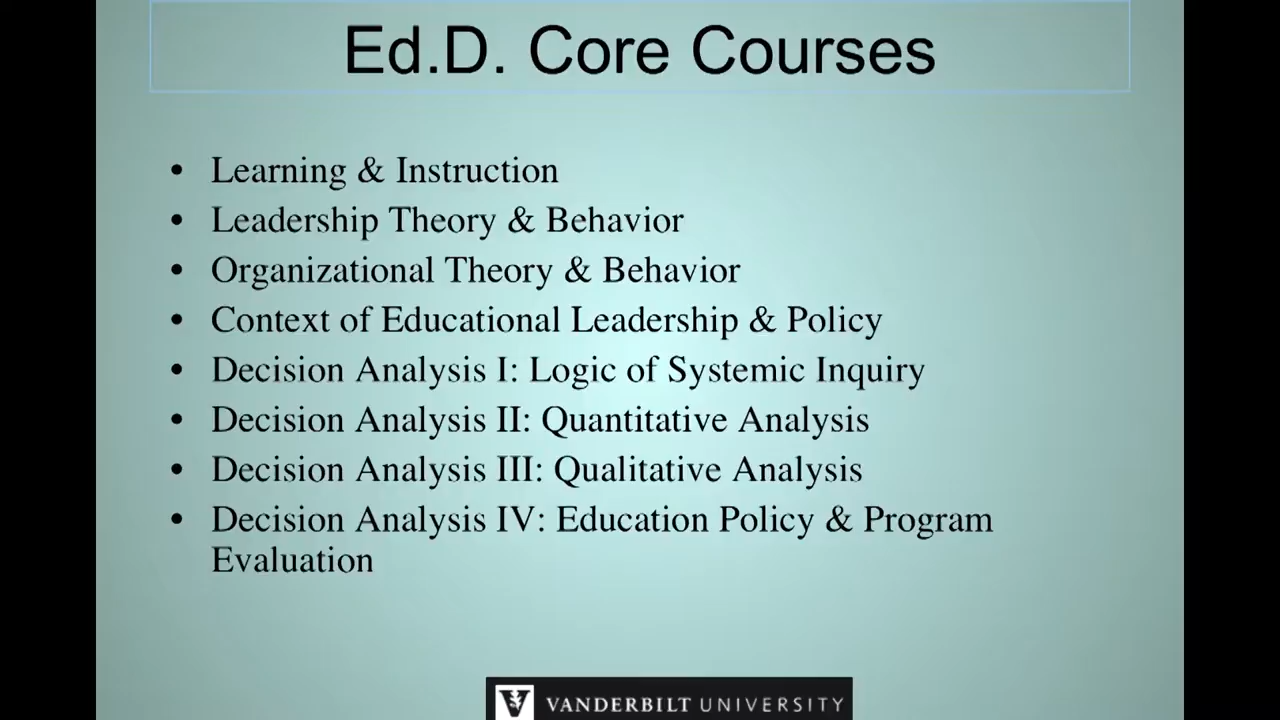 Ed.D. Core Courses
• Learning & Instruction
• Leadership Theory & Behavior
• Organizational Theory & Behavior
• Context of Educational Leadership & Policy
• Decision Analysis I: Logic of Systemic Inquiry
• Decision Analysis II: Quantitative Analysis
• Decision Analysis III: Qualitative Analysis
• Decision Analysis IV: Education Policy & Program
Evaluation
V VANDERBILT UNIVERSITY